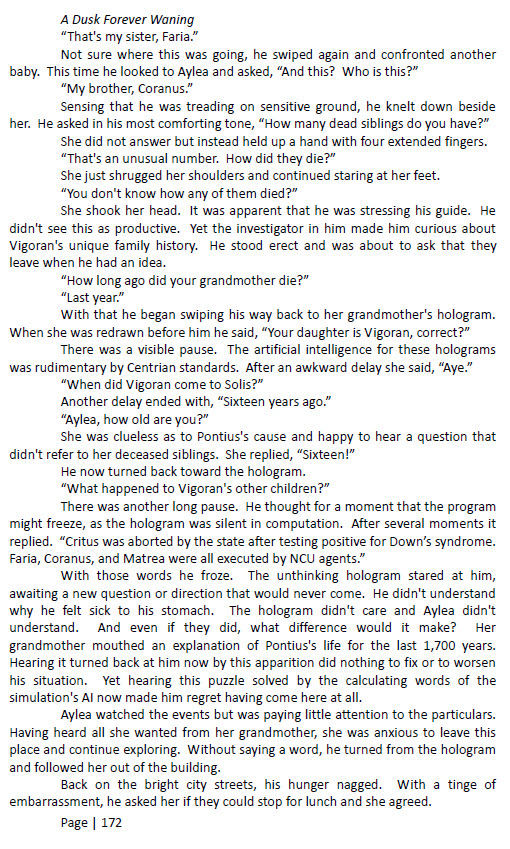 A Dusk Forever Waning
“That's my sister, Faria.”
Not sure where this was going, he swiped again and confronted another
baby. This time he looked to Aylea and asked, “And this? Who is this?”
“My brother, Coranus.”
Sensing that he was treading on sensitive ground, he knelt down beside
her. He asked in his most comforting tone, “How many dead siblings do you have?”
She did not answer but instead held up a hand with four extended fingers.
“That's an unusual number. How did they die?”
She just shrugged her shoulders and continued staring at her feet.
“You don't know how any of them died?”
She shook her head. It was apparent that he was stressing his guide. He
didn't see this as productive. Yet the investigator in him made him curious about
Vigoran's unique family history. He stood erect and was about to ask that they
leave when he had an idea.
“How long ago did your grandmother die?”
“Last year.”
With that he began swiping his way back to her grandmother's hologram.
When she was redrawn before him he said, “Your daughter is Vigoran, correct?”
There was a visible pause. The artificial intelligence for these holograms
was rudimentary by Centrian standards. After an awkward delay she said, “Aye.”
“When did Vigoran come to Solis?”
Another delay ended with, “Sixteen years ago.”
“Aylea, how old are you?”
She was clueless as to Pontius's cause and happy to hear a question that
didn't refer to her deceased siblings. She replied, “Sixteen!”
He now turned back toward the hologram.
“What happened to Vigoran's other children?”
There was another long pause. He thought for a moment that the program
might freeze, as the hologram was silent in computation. After several moments it
replied. “Critus was aborted by the state after testing positive for Down’s syndrome.
Faria, Coranus, and Matrea were all executed by NCU agents.”
With those words he froze. The unthinking hologram stared at him,
awaiting a new question or direction that would never come. He didn't understand
why he felt sick to his stomach. The hologram didn't care and Aylea didn't
understand. And even if they did, what difference would it make? Her
grandmother mouthed an explanation of Pontius's life for the last 1,700 years.
Hearing it turned back at him now by this apparition did nothing to fix or to worsen
his situation. Yet hearing this puzzle solved by the calculating words of the
simulation's AI now made him regret having come here at all.
Aylea watched the events but was paying little attention to the particulars.
Having heard all she wanted from her grandmother, she was anxious to leave this
place and continue exploring. Without saying a word, he turned from the hologram
and followed her out of the building.
Back on the bright city streets, his hunger nagged. With a tinge of
embarrassment, he asked her if they could stop for lunch and she agreed.
Page | 172